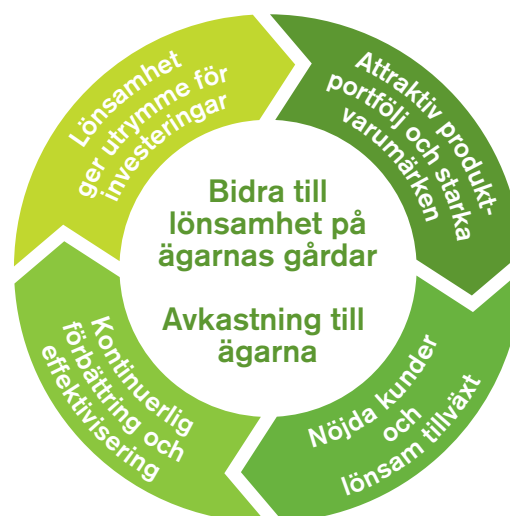 Lönsamhet
ger utrymme för
investeringar
Attraktiv produkt-
portfölj och starka
varumärken
Bidra till
lönsamhet på
ägarnas gårdar
Avkastning till
ägarna
Nöjda kunder
och
lönsam tillväxt
Kontinuerlig
förbättring och
effektivisering